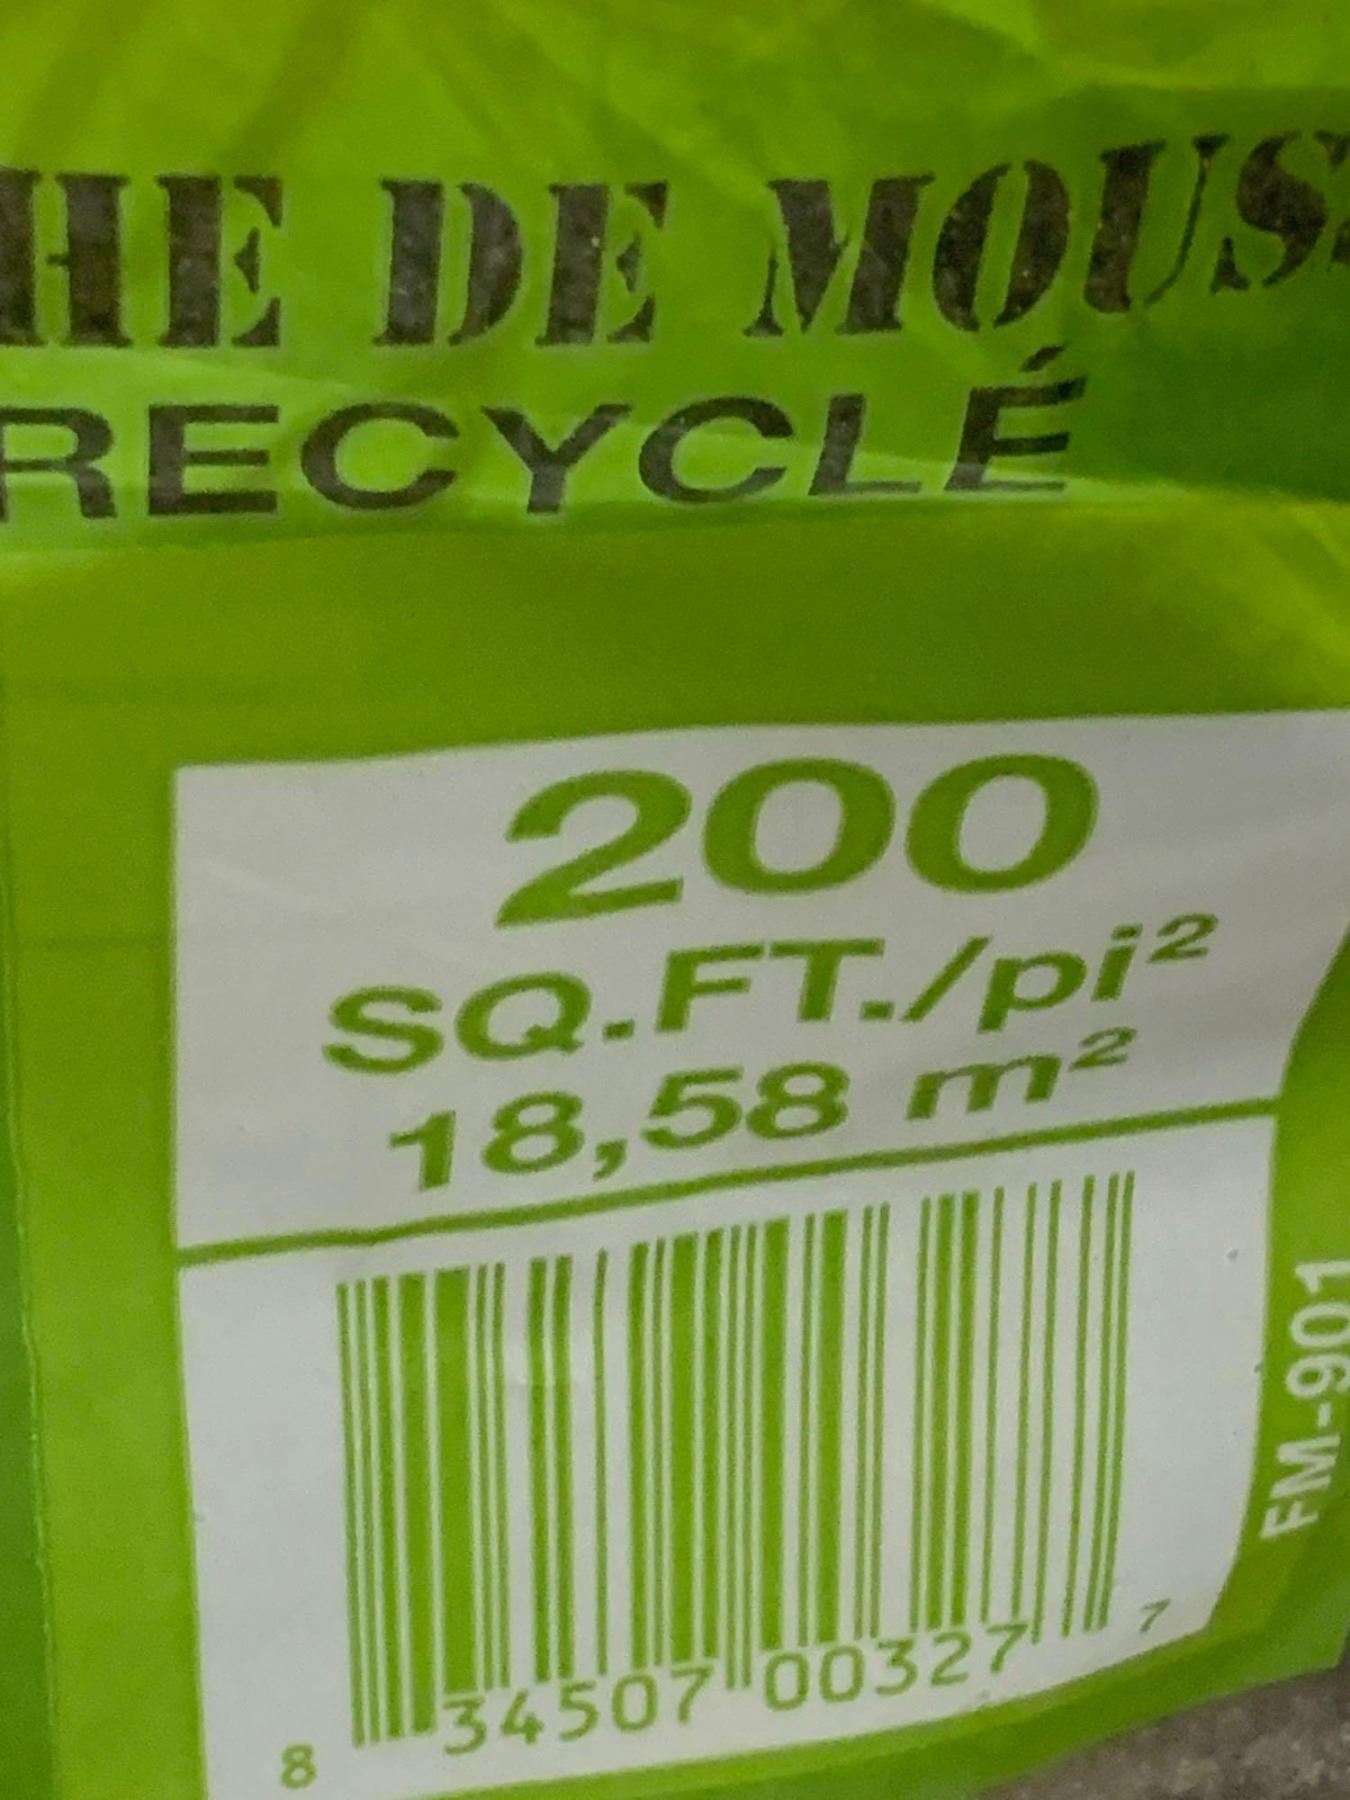 HE DE MOUS
RECYCLÉ
200
SQ.FT./pi²
18,58 m²
8 34507 00327 7
FM-901